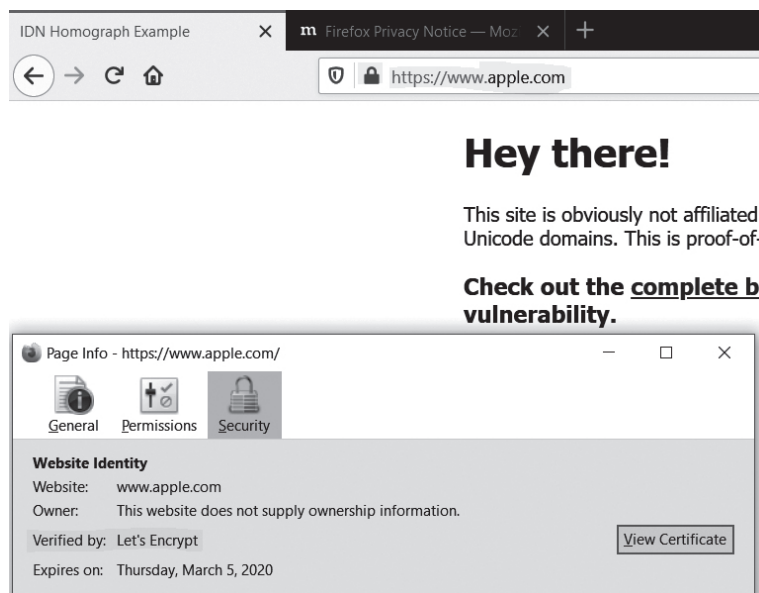 IDN Homograph Example
m Firefox Privacy Notice — Moz
https://www.apple.com
Hey there!
This site is obviously not affiliated
Unicode domains. This is proof-of-
Check out the complete b
vulnerability.
Page Info - https://www.apple.com/
General Permissions Security
Website Identity
Website: www.apple.com
Owner: This website does not supply ownership information.
Verified by: Let's Encrypt
View Certificate
Expires on: Thursday, March 5, 2020